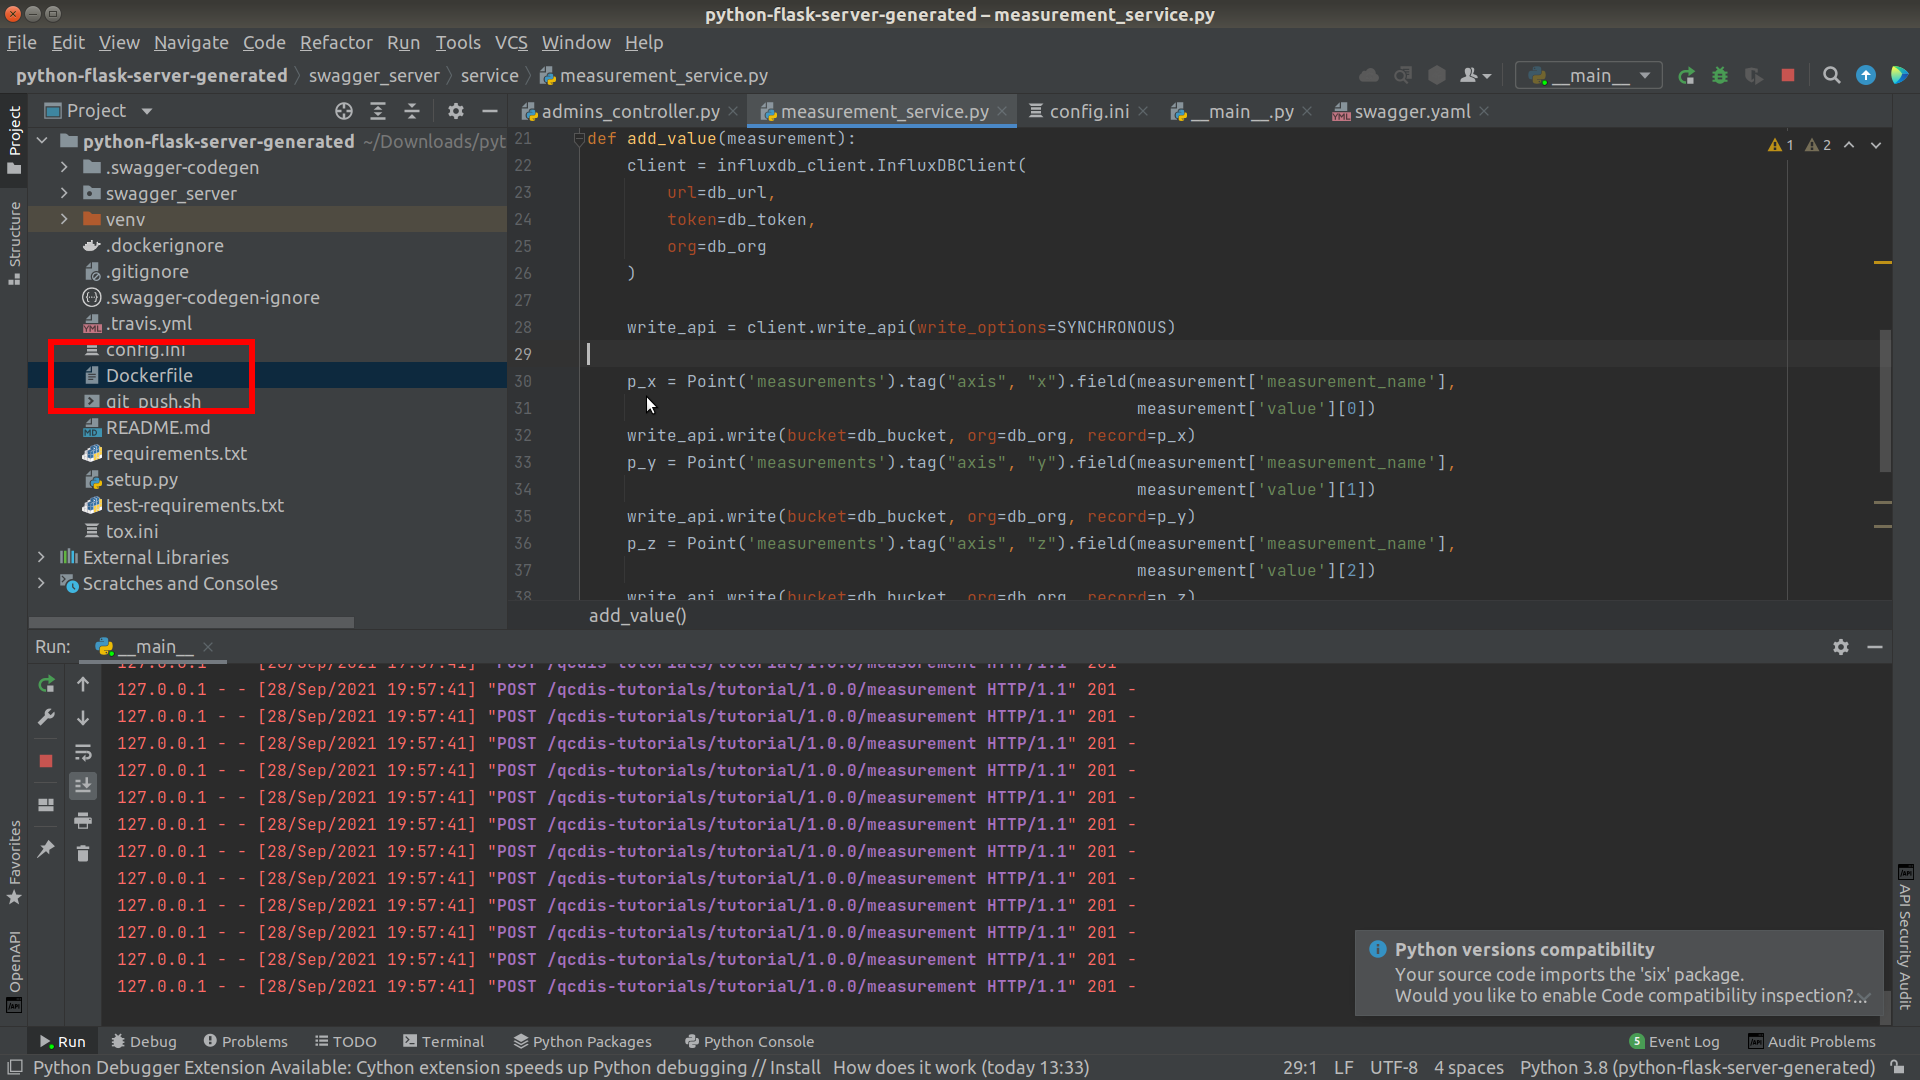 python-flask-server-generated – measurement_service.py
File Edit View Navigate Code Refactor Run Tools VCS Window Help
python-flask-server-generated swagger_server service measurement_service.py __main__
Project
admins_controller.py measurement_service.py config.ini __main__.py swagger.yaml
python-flask-server-generated ~/Downloads/pyt
.swagger-codegen
swagger_server
venv
.dockerignore
.gitignore
.swagger-codegen-ignore
.travis.yml
config.ini
Dockerfile
git_push.sh
README.md
requirements.txt
setup.py
test-requirements.txt
tox.ini
External Libraries
Scratches and Consoles
21 def add_value(measurement):
22 client = influxdb_client.InfluxDBClient(
23 url=db_url,
24 token=db_token,
25 org=db_org
26 )
27
28 write_api = client.write_api(write_options=SYNCHRONOUS)
29
30 p_x = Point('measurements').tag("axis", "x").field(measurement['measurement_name'],
31 measurement['value'][0])
32 write_api.write(bucket=db_bucket, org=db_org, record=p_x)
33 p_y = Point('measurements').tag("axis", "y").field(measurement['measurement_name'],
34 measurement['value'][1])
35 write_api.write(bucket=db_bucket, org=db_org, record=p_y)
36 p_z = Point('measurements').tag("axis", "z").field(measurement['measurement_name'],
37 measurement['value'][2])
38 write_api.write(bucket=db_bucket, org=db_org, record=p_z)
1 2
add_value()
Project
Structure
Favorites
OpenAPI
API Security Audit
Run: __main__
127.0.0.1 - - [28/Sep/2021 19:57:41] "POST /qcdis-tutorials/tutorial/1.0.0/measurement HTTP/1.1" 201 -
127.0.0.1 - - [28/Sep/2021 19:57:41] "POST /qcdis-tutorials/tutorial/1.0.0/measurement HTTP/1.1" 201 -
127.0.0.1 - - [28/Sep/2021 19:57:41] "POST /qcdis-tutorials/tutorial/1.0.0/measurement HTTP/1.1" 201 -
127.0.0.1 - - [28/Sep/2021 19:57:41] "POST /qcdis-tutorials/tutorial/1.0.0/measurement HTTP/1.1" 201 -
127.0.0.1 - - [28/Sep/2021 19:57:41] "POST /qcdis-tutorials/tutorial/1.0.0/measurement HTTP/1.1" 201 -
127.0.0.1 - - [28/Sep/2021 19:57:41] "POST /qcdis-tutorials/tutorial/1.0.0/measurement HTTP/1.1" 201 -
127.0.0.1 - - [28/Sep/2021 19:57:41] "POST /qcdis-tutorials/tutorial/1.0.0/measurement HTTP/1.1" 201 -
127.0.0.1 - - [28/Sep/2021 19:57:41] "POST /qcdis-tutorials/tutorial/1.0.0/measurement HTTP/1.1" 201 -
127.0.0.1 - - [28/Sep/2021 19:57:41] "POST /qcdis-tutorials/tutorial/1.0.0/measurement HTTP/1.1" 201 -
127.0.0.1 - - [28/Sep/2021 19:57:41] "POST /qcdis-tutorials/tutorial/1.0.0/measurement HTTP/1.1" 201 -
127.0.0.1 - - [28/Sep/2021 19:57:41] "POST /qcdis-tutorials/tutorial/1.0.0/measurement HTTP/1.1" 201 -
127.0.0.1 - - [28/Sep/2021 19:57:41] "POST /qcdis-tutorials/tutorial/1.0.0/measurement HTTP/1.1" 201 -
127.0.0.1 - - [28/Sep/2021 19:57:41] "POST /qcdis-tutorials/tutorial/1.0.0/measurement HTTP/1.1" 201 -
Python versions compatibility
Your source code imports the 'six' package.
Would you like to enable Code compatibility inspection?...
Run Debug Problems TODO Terminal Python Packages Python Console 5 Event Log Audit Problems
Python Debugger Extension Available: Cython extension speeds up Python debugging // Install How does it work (today 13:33) 29:1 LF UTF-8 4 spaces Python 3.8 (python-flask-server-generated)